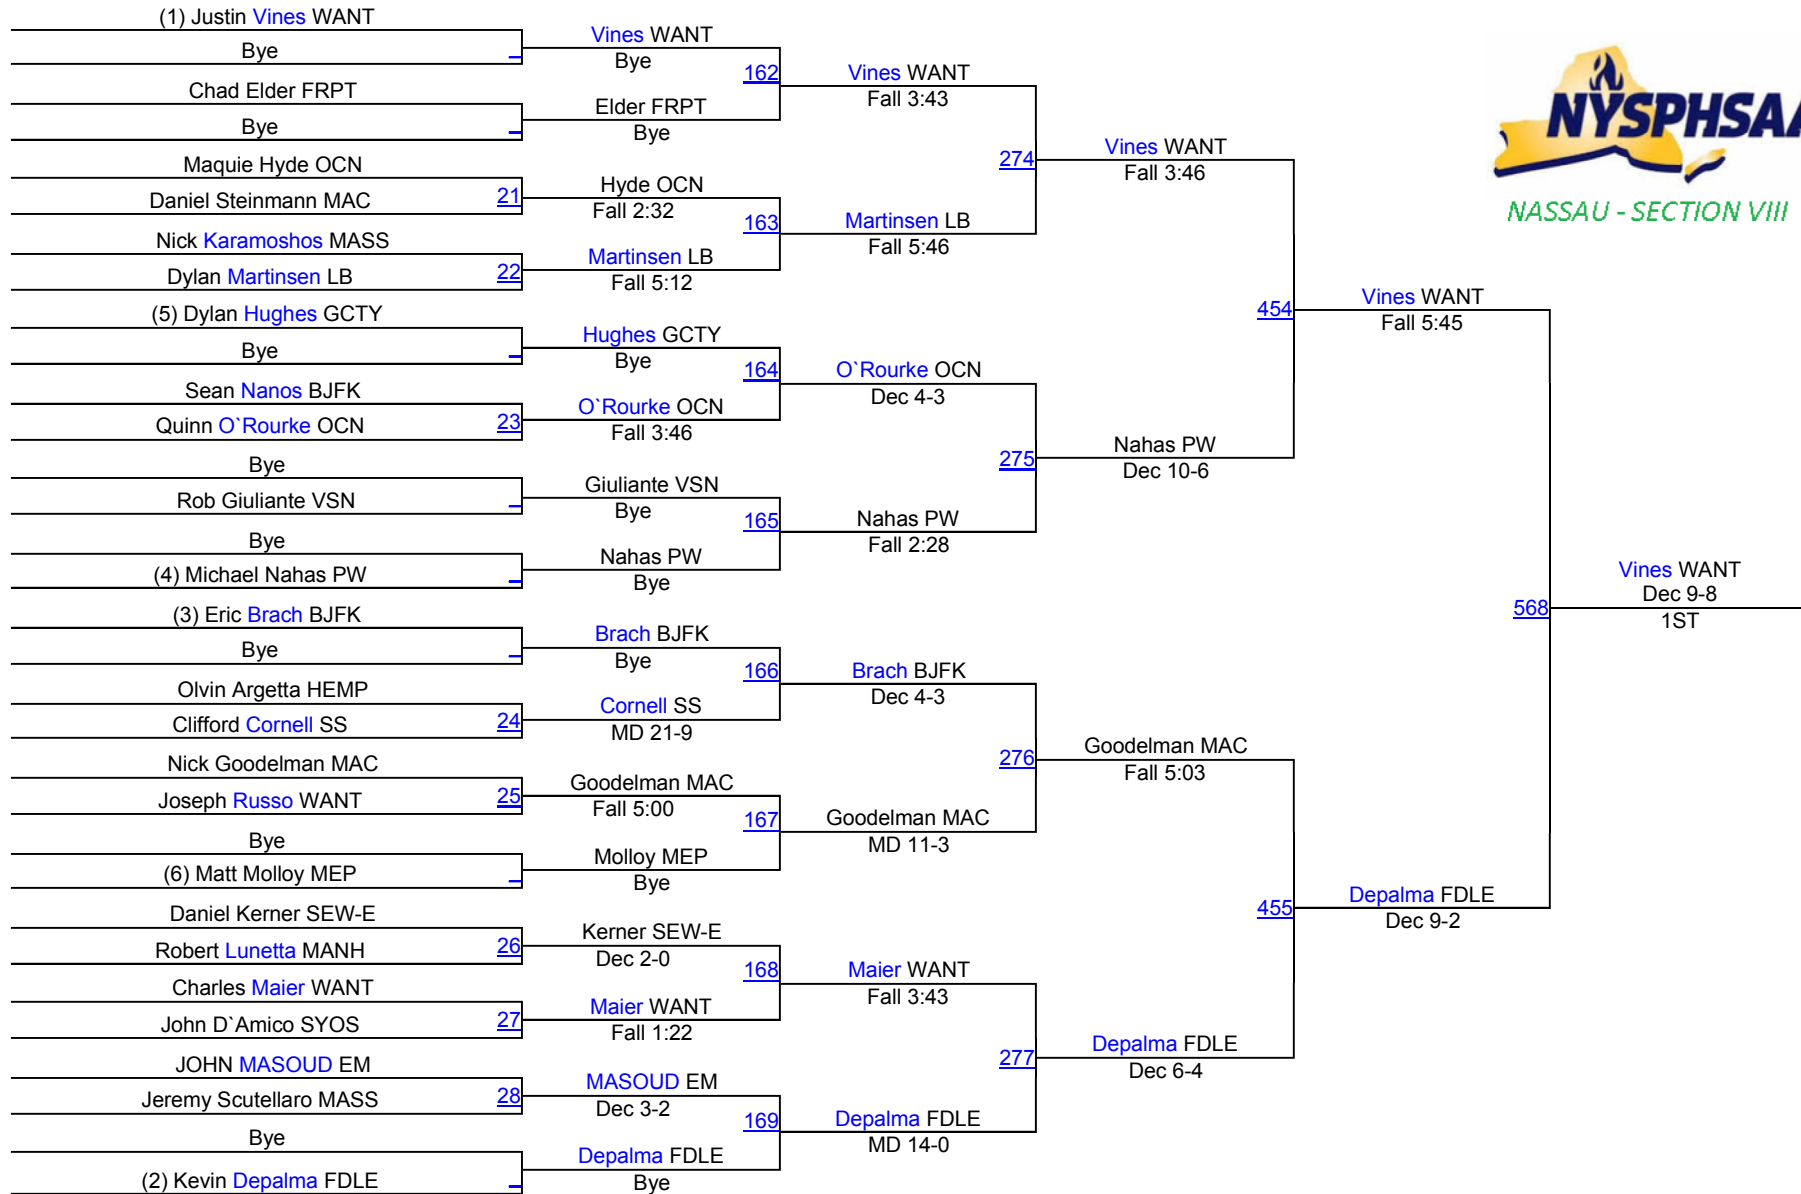 (1) Justin Vines WANT
Bye
Chad Elder FRPT
Bye
Maquie Hyde OCN
Daniel Steinmann MAC
21
Nick Karamoshos MASS
Dylan Martinsen LB
22
(5) Dylan Hughes GCTY
Bye
Sean Nanos BJFK
Quinn O`Rourke OCN
23
Bye
Rob Giuliante VSN
Bye
(4) Michael Nahas PW
(3) Eric Brach BJFK
Bye
Olvin Argetta HEMP
Clifford Cornell SS
24
Nick Goodelman MAC
Joseph Russo WANT
25
Bye
(6) Matt Molloy MEP
Daniel Kerner SEW-E
Robert Lunetta MANH
26
Charles Maier WANT
John D`Amico SYOS
27
JOHN MASOUD EM
Jeremy Scutellaro MASS
28
Bye
(2) Kevin Depalma FDLE
Vines WANT
Bye
162
Elder FRPT
Bye
Hyde OCN
Fall 2:32
163
Martinsen LB
Fall 5:12
Hughes GCTY
Bye
164
O`Rourke OCN
Fall 3:46
Giuliante VSN
Bye
165
Nahas PW
Bye
Brach BJFK
Bye
166
Cornell SS
MD 21-9
Goodelman MAC
Fall 5:00
167
Molloy MEP
Bye
Kerner SEW-E
Dec 2-0
168
Maier WANT
Fall 1:22
MASOUD EM
Dec 3-2
169
Depalma FDLE
Bye
Vines WANT
Fall 3:43
274
Martinsen LB
Fall 5:46
O`Rourke OCN
Dec 4-3
275
Nahas PW
Fall 2:28
Brach BJFK
Dec 4-3
276
Goodelman MAC
MD 11-3
Maier WANT
Fall 3:43
277
Depalma FDLE
MD 14-0
Vines WANT
Fall 3:46
454
Nahas PW
Dec 10-6
Goodelman MAC
Fall 5:03
455
Depalma FDLE
Dec 6-4
Vines WANT
Fall 5:45
568
Depalma FDLE
Dec 9-2
Vines WANT
Dec 9-8
1ST
NYSPHSAA
NASSAU - SECTION VIII